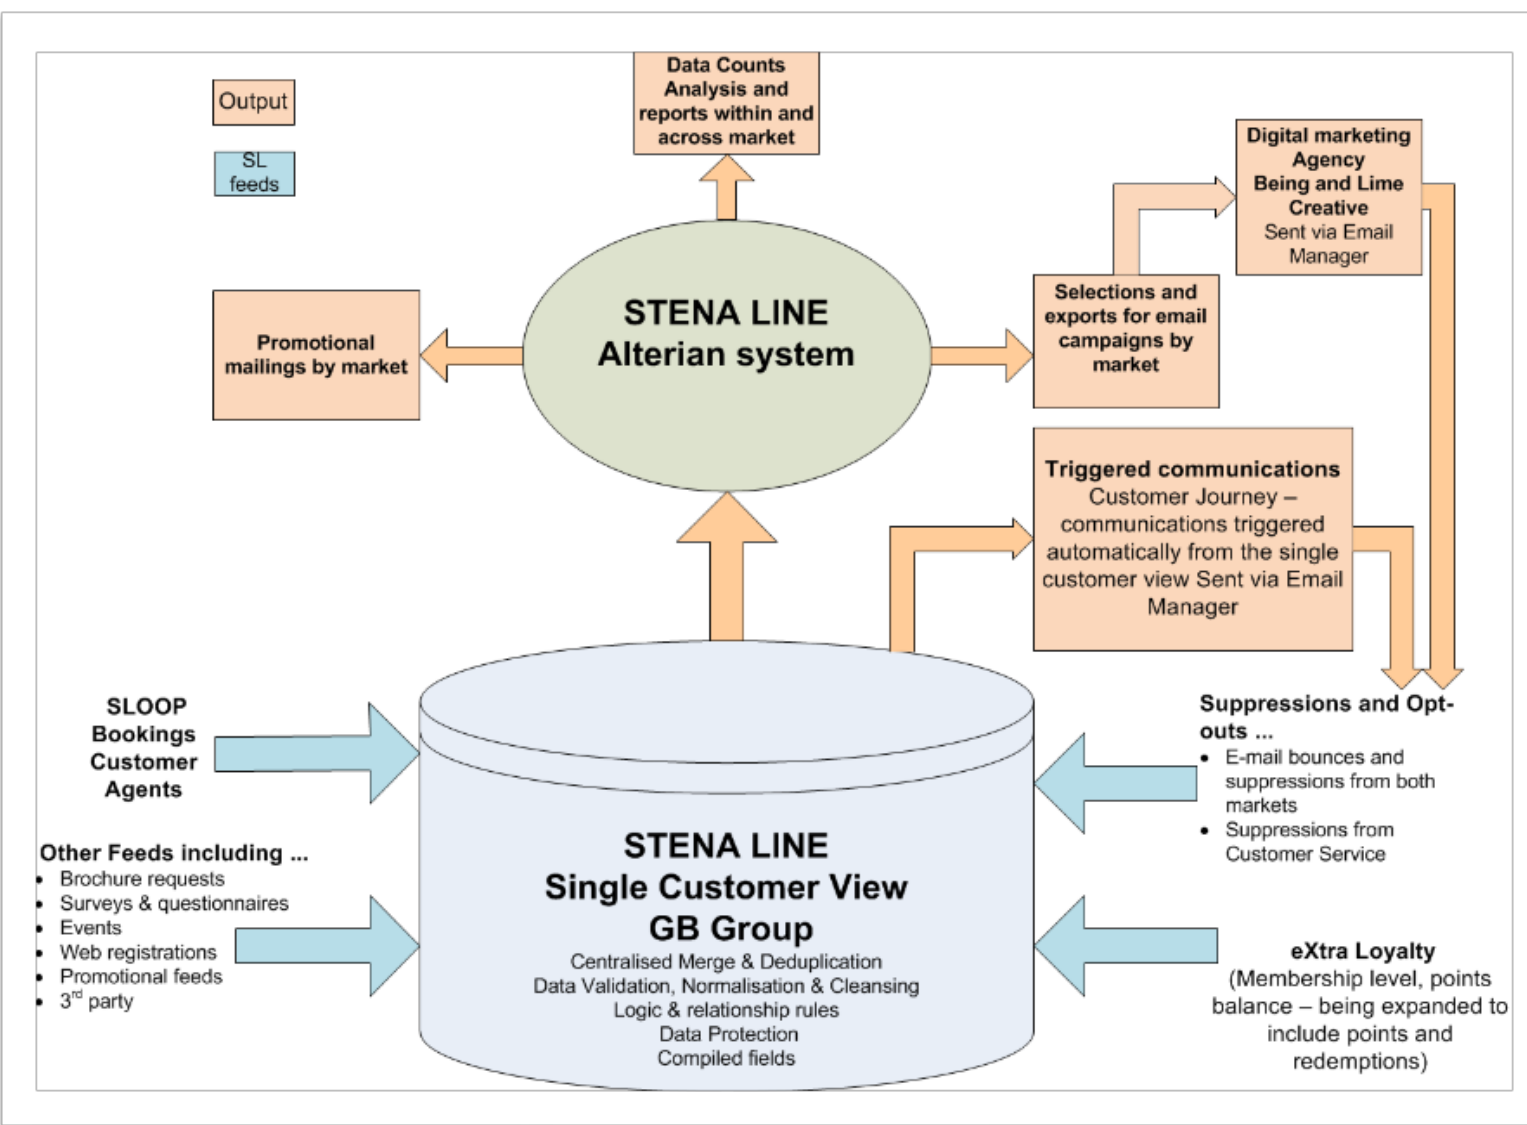 Output
SL
feeds
Data Counts
Analysis and
reports within and
across market
Digital marketing
Agency
Being and Lime
Creative
Sent via Email
Manager
STENA LINE
Alterian system
Promotional
mailings by market
Selections and
exports for email
campaigns by
market
Triggered communications
Customer Journey –
communications triggered
automatically from the single
customer view Sent via Email
Manager
SLOOP
Bookings
Customer
Agents
Suppressions and Opt-
outs ...
• E-mail bounces and
suppressions from both
markets
• Suppressions from
Customer Service
Other Feeds including ...
• Brochure requests
• Surveys & questionnaires
• Events
• Web registrations
• Promotional feeds
• 3rd party
STENA LINE
Single Customer View
GB Group
Centralised Merge & Deduplication
Data Validation, Normalisation & Cleansing
Logic & relationship rules
Data Protection
Compiled fields
eXtra Loyalty
(Membership level, points
balance – being expanded to
include points and
redemptions)